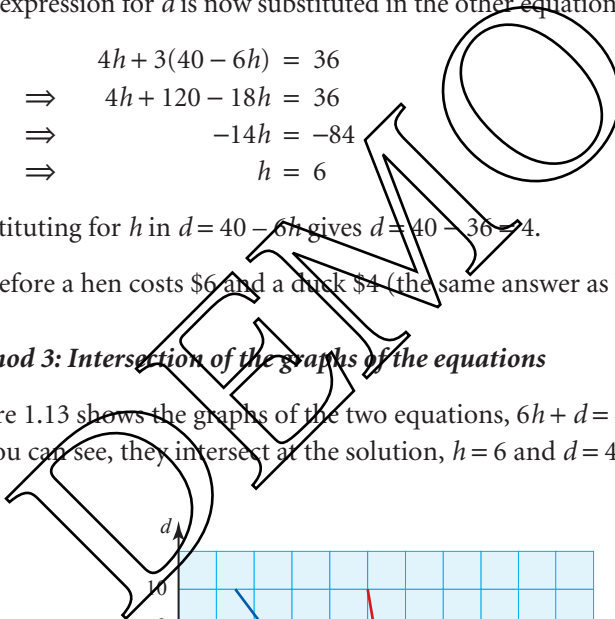 expression for d is now substituted in the other equation
4h + 3(40 – 6h) = 36
⇒ 4h + 120 – 18h = 36
⇒ –14h = –84
⇒ h = 6
tituting for h in d = 40 – 6h gives d = 40 – 36 = 4.
efore a hen costs $6 and a duck $4 (the same answer as
nod 3: Intersection of the graphs of the equations
re 1.13 shows the graphs of the two equations, 6h + d =
ou can see, they intersect at the solution, h = 6 and d = 4
d
10
DEMO